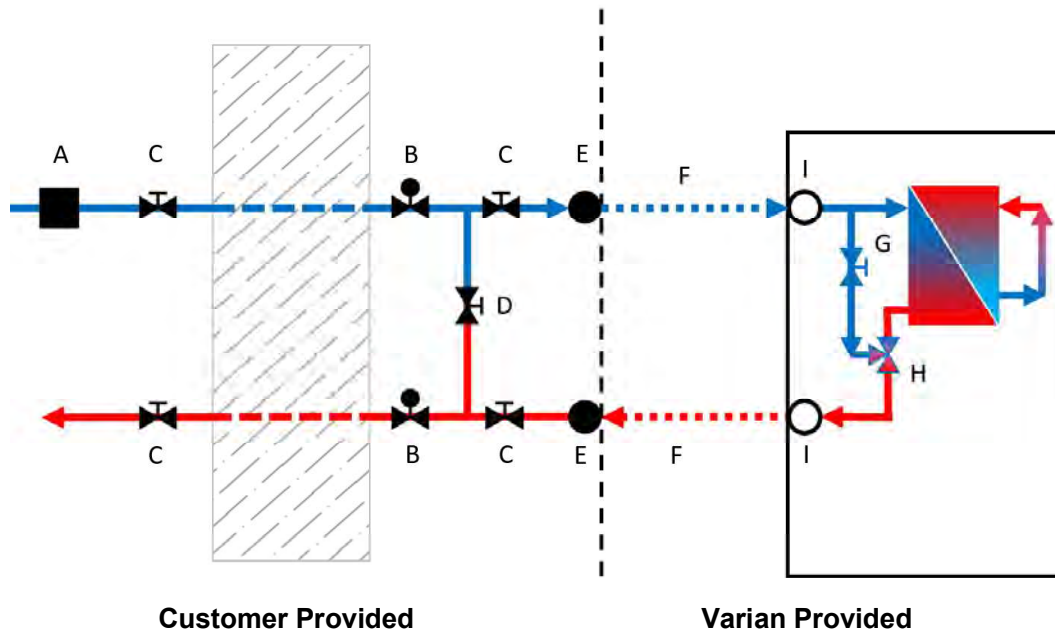 A C B C E F I
G
D
H
C B C E F I
Customer Provided Varian Provided